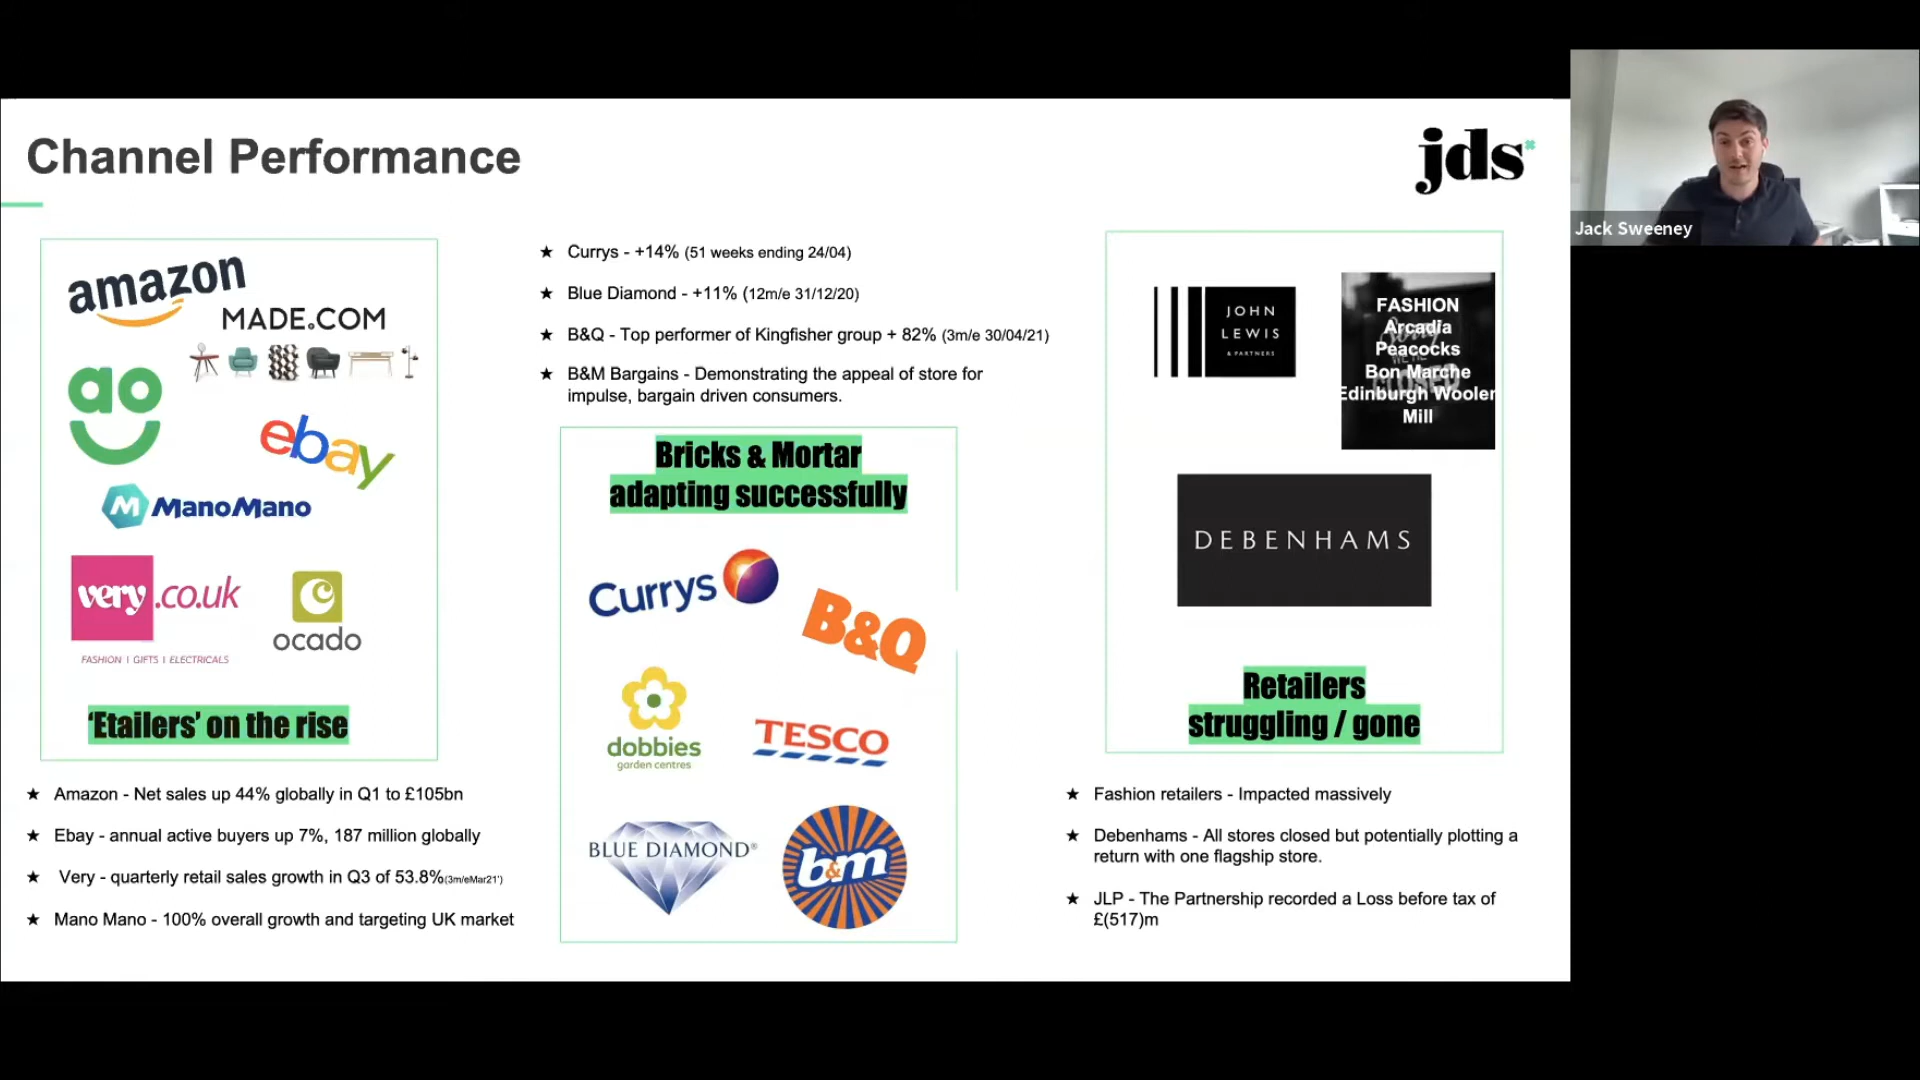 Channel Performance
jds
Jack Sweeney
amazon
MADE.COM
ao
ebay
M ManoMano
very.co.uk
FASHION | GIFTS | ELECTRICALS
ocado
'Etailers' on the rise
★ Amazon - Net sales up 44% globally in Q1 to £105bn
★ Ebay - annual active buyers up 7%, 187 million globally
★ Very - quarterly retail sales growth in Q3 of 53.8%(3m/eMar21')
★ Mano Mano - 100% overall growth and targeting UK market
★ Currys - +14% (51 weeks ending 24/04)
★ Blue Diamond - +11% (12m/e 31/12/20)
★ B&Q - Top performer of Kingfisher group + 82% (3m/e 30/04/21)
★ B&M Bargains - Demonstrating the appeal of store for
impulse, bargain driven consumers.
Bricks & Mortar
adapting successfully
Currys
B&Q
dobbies
garden centres
TESCO
BLUE DIAMOND®
b&m
JOHN
LEWIS
& PARTNERS
Sorry
WE'RE
CLOSED
FASHION
Arcadia
Peacocks
Bon Marche
Edinburgh Woolen
Mill
DEBENHAMS
Retailers
struggling / gone
★ Fashion retailers - Impacted massively
★ Debenhams - All stores closed but potentially plotting a
return with one flagship store.
★ JLP - The Partnership recorded a Loss before tax of
£(517)m